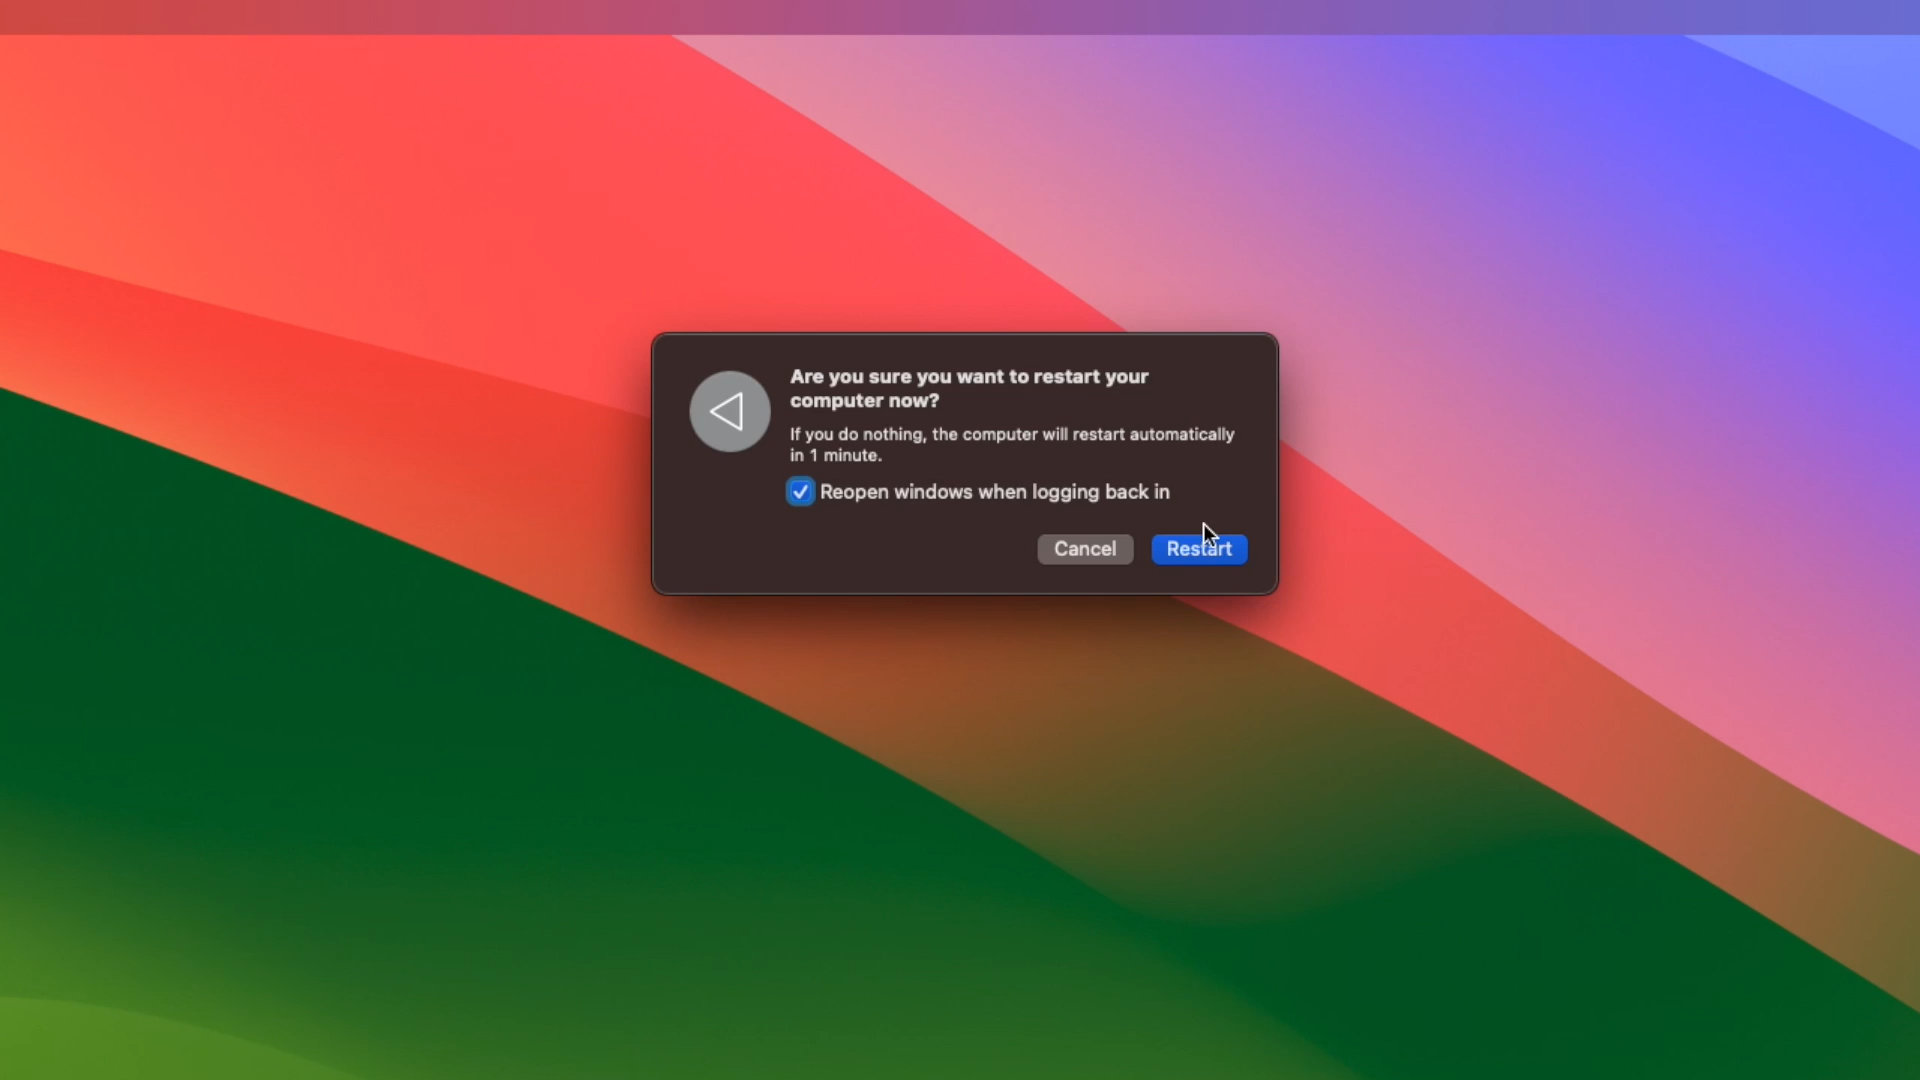 Are you sure you want to restart your
computer now?
If you do nothing, the computer will restart automatically
in 1 minute.
Reopen windows when logging back in
Cancel
Restart